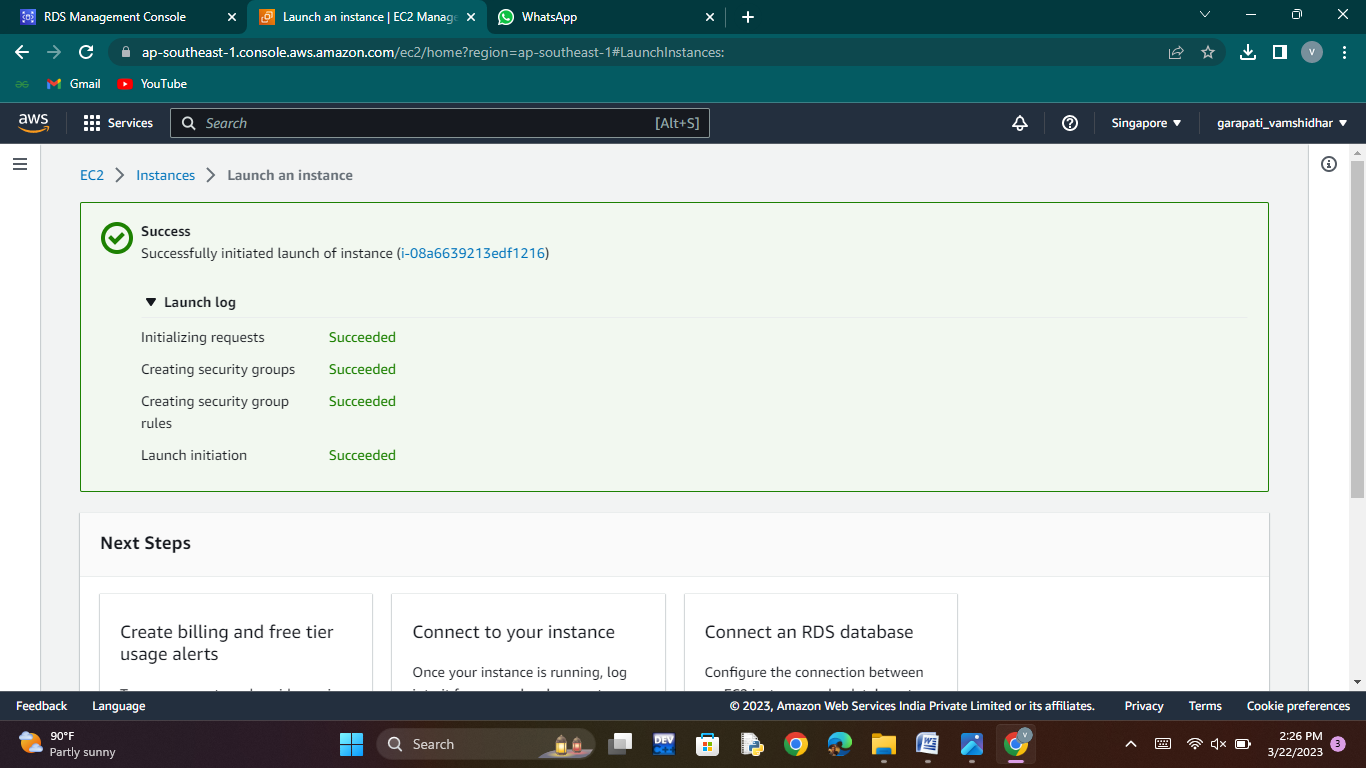 RDS Management Console
Launch an instance | EC2 Manage
WhatsApp
ap-southeast-1.console.aws.amazon.com/ec2/home?region=ap-southeast-1#LaunchInstances:
V
Gmail
YouTube
aws
Services
Search
[Alt+S]
Singapore
garapati_vamshidhar
EC2
Instances
Launch an instance
Success
Successfully initiated launch of instance (i-08a6639213edf1216)
Launch log
Initializing requests
Succeeded
Creating security groups
Succeeded
Creating security group
rules
Succeeded
Launch initiation
Succeeded
Next Steps
Create billing and free tier
usage alerts
Connect to your instance
Once your instance is running, log
Connect an RDS database
Configure the connection between
Feedback
Language
© 2023, Amazon Web Services India Private Limited or its affiliates.
Privacy
Terms
Cookie preferences
90°F
Partly sunny
Search
DEV
2:26 PM
3/22/2023
3